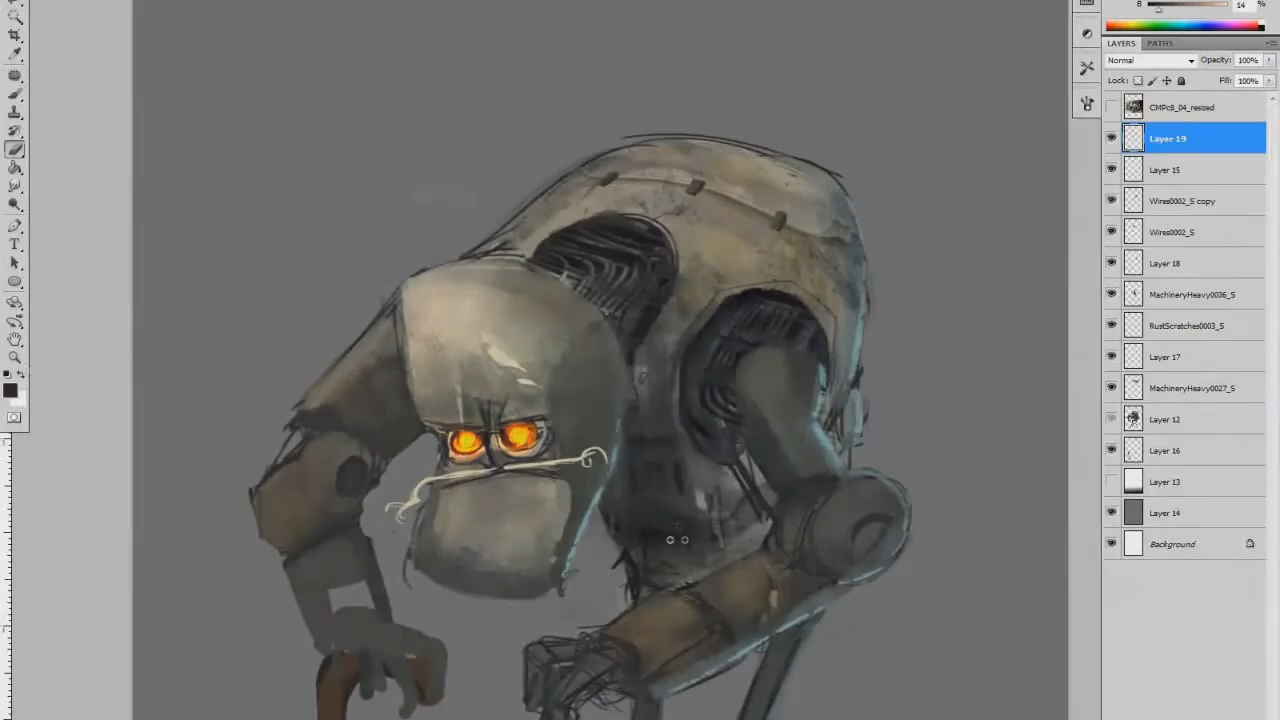 B 14 %
LAYERS PATHS
Normal Opacity: 100%
Lock: Fill: 100%
CMPc8_04_resized
Layer 19
Layer 15
Wires0002_S copy
Wires0002_S
Layer 18
MachineryHeavy0036_S
RustScratches0003_S
Layer 17
MachineryHeavy0027_S
Layer 12
Layer 16
Layer 13
Layer 14
Background